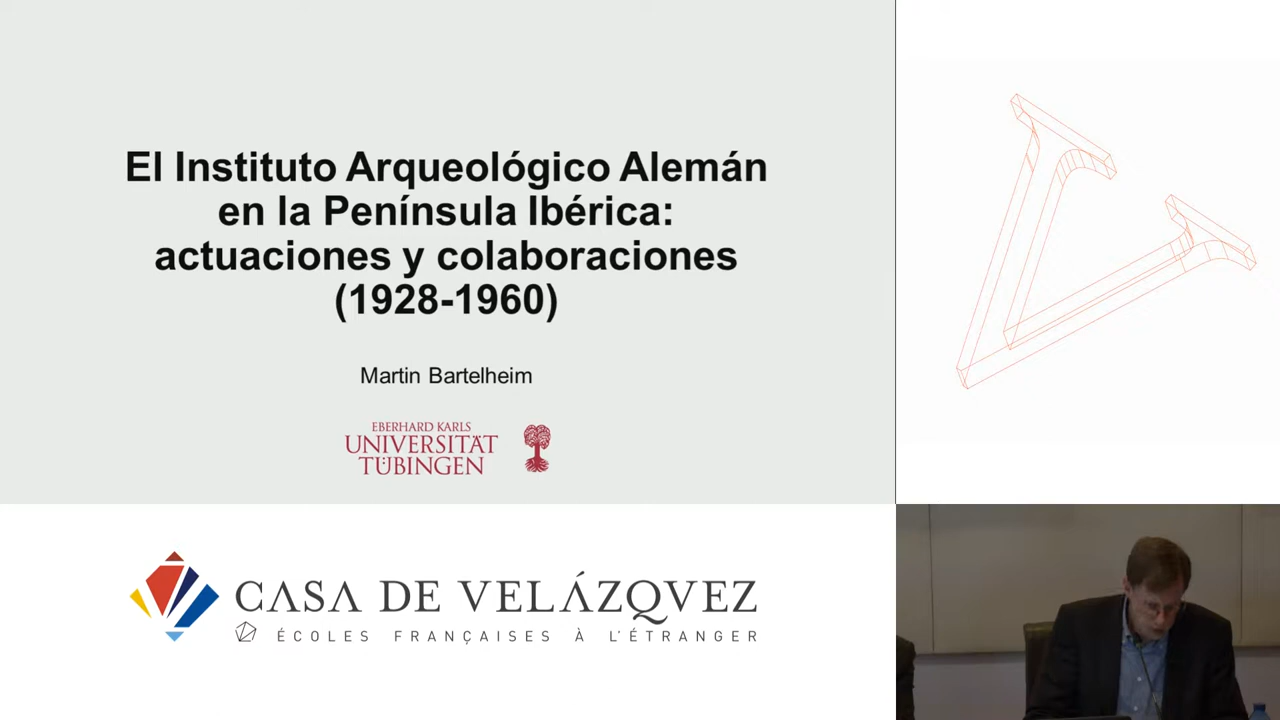 El Instituto Arqueológico Alemán
en la Península Ibérica:
actuaciones y colaboraciones
(1928-1960)
Martin Bartelheim
EBERHARD KARLS
UNIVERSITÄT
TÜBINGEN
CASA DE VELÁZQVEZ
ÉCOLES FRANÇAISES À L'ÉTRANGER